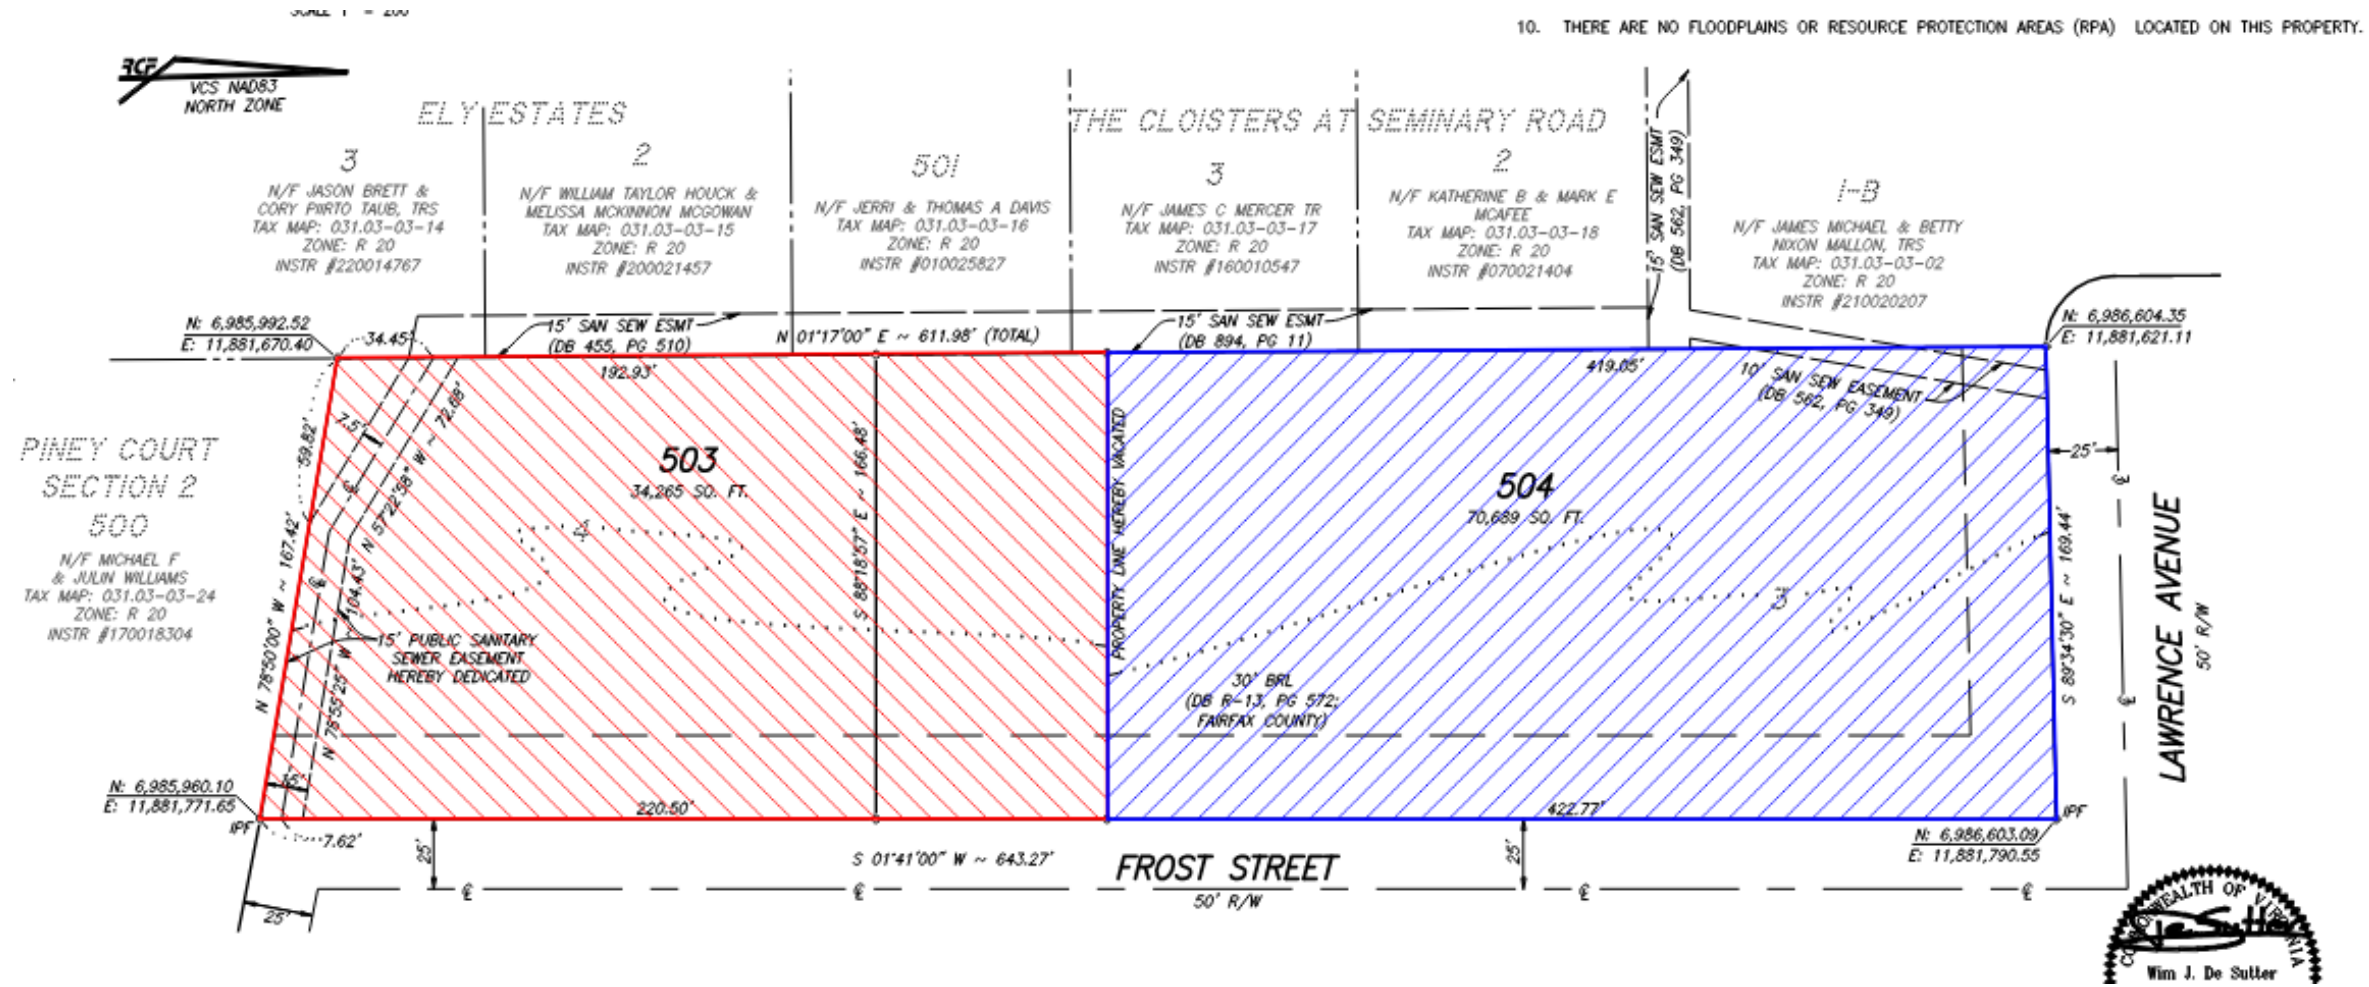 10. THERE ARE NO FLOODPLAINS OR RESOURCE PROTECTION AREAS (RPA) LOCATED ON THIS PROPERTY.
RCF
VCS NAD83
NORTH ZONE
ELY ESTATES
3
N/F JASON BRETT &
CORY PIIRTO TAUB, TRS
TAX MAP: 031.03-03-14
ZONE: R 20
INSTR #220014767
2
N/F WILLIAM TAYLOR HOUCK &
MELISSA MCKINNON MCGOWAN
TAX MAP: 031.03-03-15
ZONE: R 20
INSTR #200021457
501
N/F JERRI & THOMAS A DAVIS
TAX MAP: 031.03-03-16
ZONE: R 20
INSTR #010025827
THE CLOISTERS AT SEMINARY ROAD
3
N/F JAMES C MERCER TR
TAX MAP: 031.03-03-17
ZONE: R 20
INSTR #160010547
2
N/F KATHERINE B & MARK E
MCAFEE
TAX MAP: 031.03-03-18
ZONE: R 20
INSTR #070021404
15' SAN SEW ESMT
(DB 562, PG 349)
1-B
N/F JAMES MICHAEL & BETTY
NIXON MALLON, TRS
TAX MAP: 031.03-03-02
ZONE: R 20
INSTR #210020207
N: 6,985,992.52
E: 11,881,670.40
34.45'
15' SAN SEW ESMT
(DB 455, PG 510)
N 01°17'00" E ~ 611.98' (TOTAL)
15' SAN SEW ESMT
(DB 894, PG 11)
N: 6,986,604.35
E: 11,881,621.11
192.93'
419.05'
10' SAN SEW EASEMENT
(DB 562, PG 349)
59.82'
7.5'
N 57°22'58" W ~ 72.68'
503
34,265 SQ. FT.
S 88°18'57" E ~ 166.48'
PROPERTY LINE HEREBY VACATED
504
70,689 SQ. FT.
25'
PINEY COURT
SECTION 2
500
N/F MICHAEL F
& JULIN WILLIAMS
TAX MAP: 031.03-03-24
ZONE: R 20
INSTR #170018304
N 78°50'00" W ~ 167.42'
N 78°55'25" W ~ 104.43'
15' PUBLIC SANITARY
SEWER EASEMENT
HEREBY DEDICATED
30' BRL
(DB R-13, PG 572;
FAIRFAX COUNTY)
S 89°34'30" E ~ 169.44'
LAWRENCE AVENUE
50' R/W
N: 6,985,960.10
E: 11,881,771.65
IPF
15'
7.62'
220.50'
422.77'
IPF
N: 6,986,603.09
E: 11,881,790.55
25'
25'
25'
S 01°41'00" W ~ 643.27'
FROST STREET
50' R/W
COMMONWEALTH OF VIRGINIA
Wim J. De Sutter